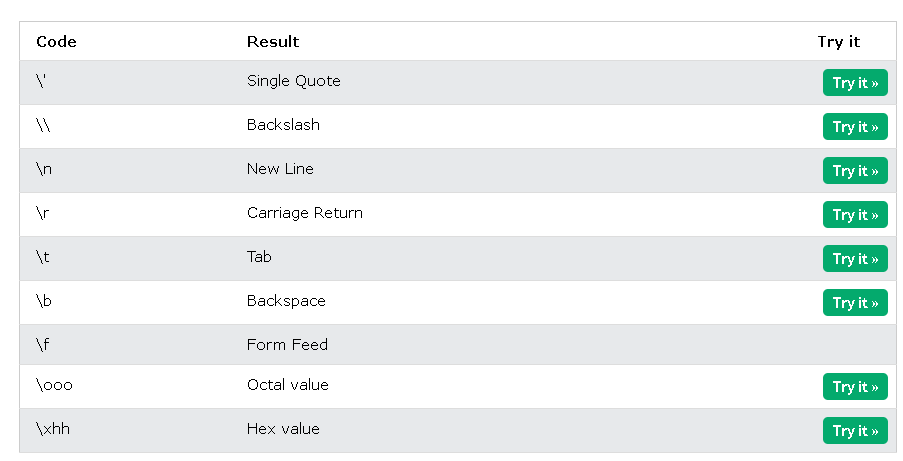 Code Result Try it
\' Single Quote Try it »
\\ Backslash Try it »
\n New Line Try it »
\r Carriage Return Try it »
\t Tab Try it »
\b Backspace Try it »
\f Form Feed
\ooo Octal value Try it »
\xhh Hex value Try it »